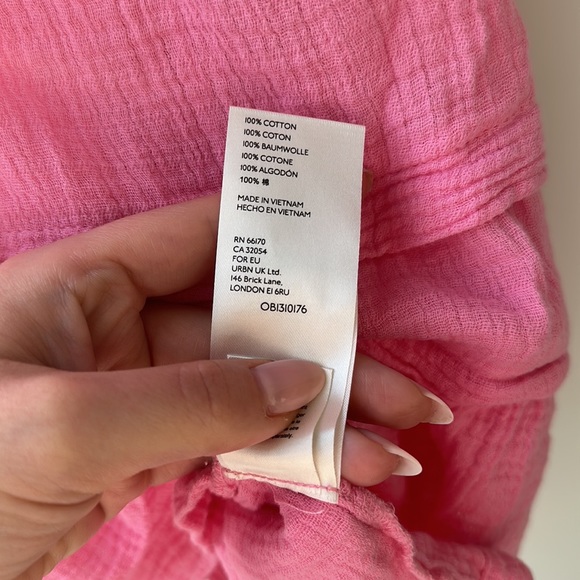 100% COTTON
100% COTON
100% BAUMWOLLE
100% COTONE
100% ALGODÓN
100% 棉
MADE IN VIETNAM
HECHO EN VIETNAM
RN 66170
CA 32054
FOR EU
URBN UK Ltd.
146 Brick Lane,
LONDON E1 6RU
OB1310176